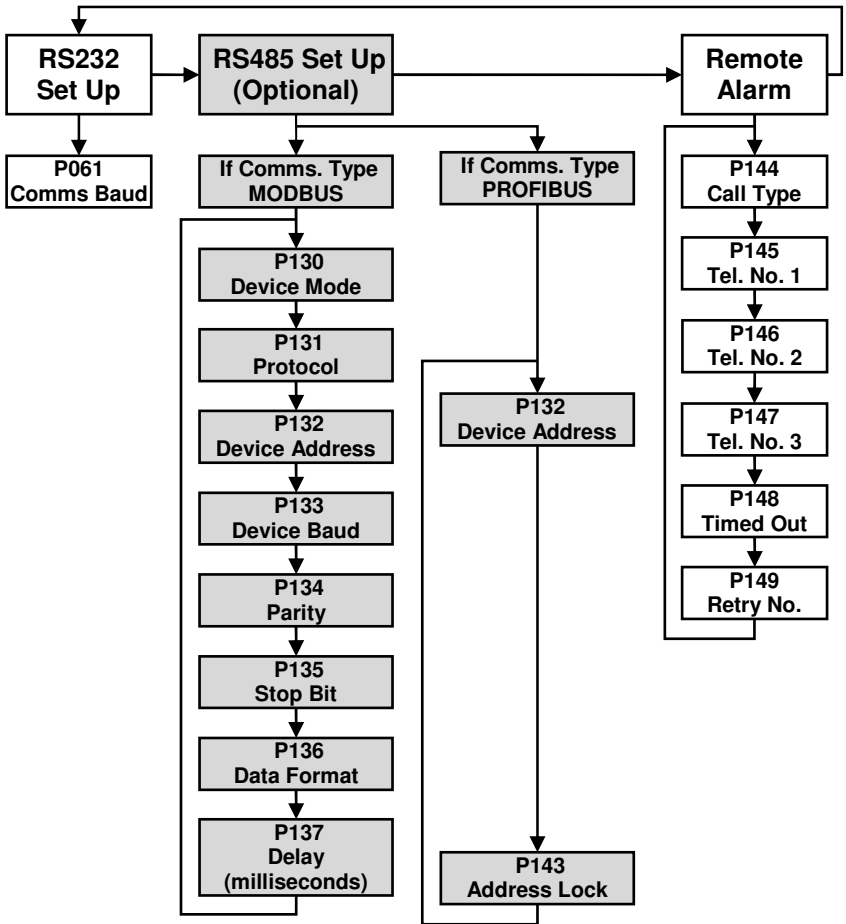 RS232
Set Up
RS485 Set Up
(Optional)
Remote
Alarm
P061
Comms Baud
If Comms. Type
MODBUS
If Comms. Type
PROFIBUS
P144
Call Type
P130
Device Mode
P145
Tel. No. 1
P131
Protocol
P146
Tel. No. 2
P132
Device Address
P132
Device Address
P147
Tel. No. 3
P133
Device Baud
P148
Timed Out
P134
Parity
P149
Retry No.
P135
Stop Bit
P136
Data Format
P137
Delay
(milliseconds)
P143
Address Lock